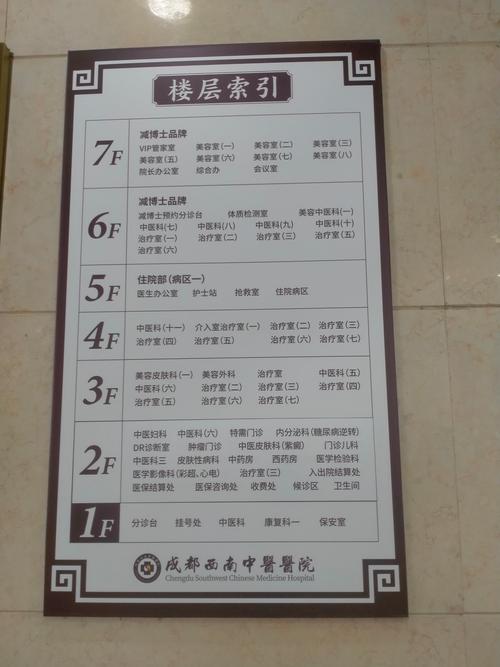 楼层索引
7F
减博士品牌
VIP管家室 美容室(一) 美容室(二) 美容室(三)
美容室(五) 美容室(六) 美容室(七) 美容室(八)
院长办公室 综合办 会议室
6F
减博士品牌
减博士预约分诊台 体质检测室 美容中医科(一)
中医科(七) 中医科(八) 中医科(九) 中医科(十)
治疗室(一) 治疗室(二) 治疗室(三) 治疗室(五)
治疗室(六)
5F
住院部(病区一)
医生办公室 护士站 抢救室 住院病区
4F
中医科(十一) 介入室治疗室(一) 治疗室(二) 治疗室(三)
治疗室(四) 治疗室(五) 治疗室(六) 治疗室(七)
3F
美容皮肤科(一) 美容外科 治疗室 中医科(五)
中医科(六) 治疗室(二) 治疗室(三) 治疗室(四)
治疗室(五) 治疗室(六) 治疗室(七)
2F
中医妇科 中医科(六) 特需门诊 内分泌科(糖尿病逆转)
DR诊断室 肿瘤门诊 中医皮肤科(紫癜) 门诊儿科
中医科三 皮肤性病科 中药房 西药房 医学检验科
医学影像科(彩超、心电) 治疗室(三) 入出院结算处
医保结算处 医保咨询处 收费处 候诊区 卫生间
1F
分诊台 挂号处 中医科 康复科一 保安室
成都西南中醫醫院
Chengdu Southwest Chinese Medicine Hospital